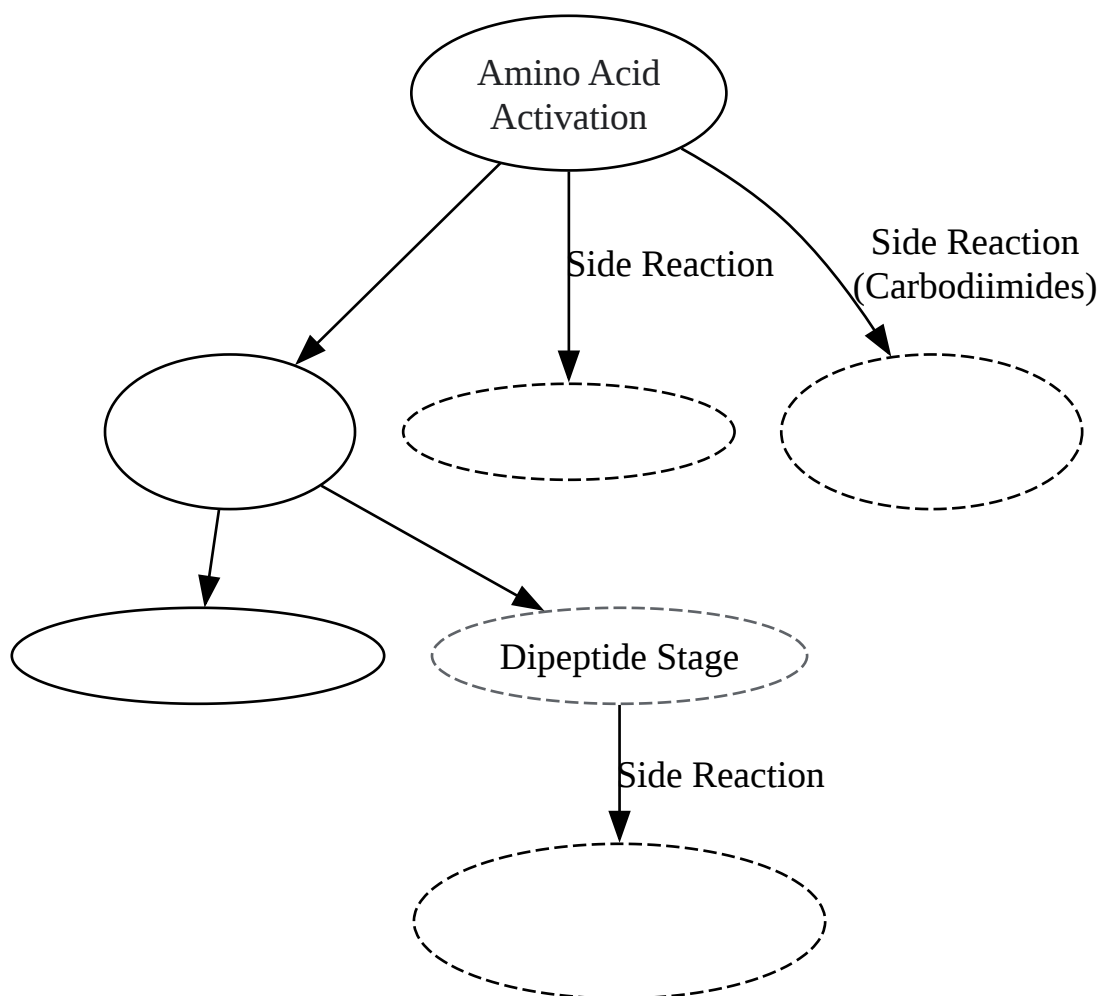 Amino Acid
Activation
Side Reaction
Side Reaction
(Carbodiimides)
Dipeptide Stage
Side Reaction